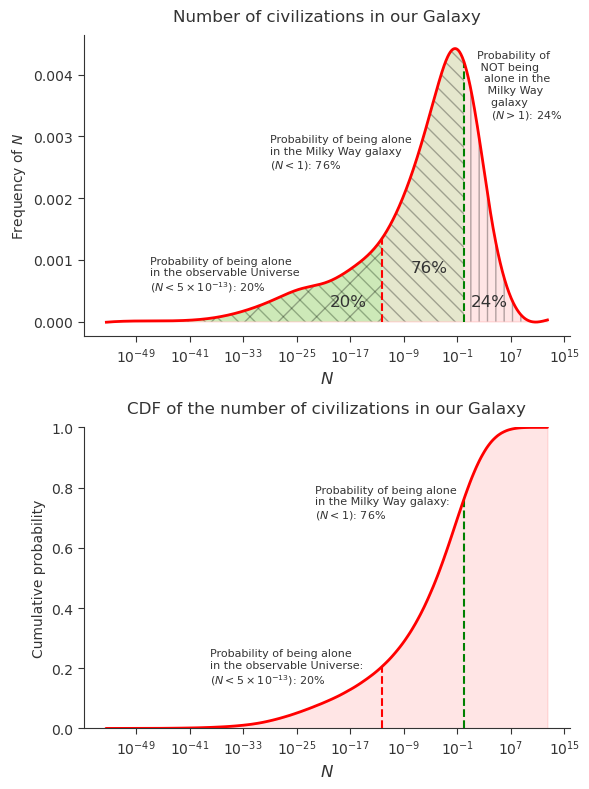 Number of civilizations in our Galaxy
Frequency of N
0.004
0.003
0.002
0.001
0.000
Probability of
NOT being
alone in the
Milky Way
galaxy
(N > 1): 24%
Probability of being alone
in the Milky Way galaxy
(N < 1): 76%
Probability of being alone
in the observable Universe
(N < 5 × 10⁻¹³): 20%
76%
20%
24%
10⁻⁴⁹ 10⁻⁴¹ 10⁻³³ 10⁻²⁵ 10⁻¹⁷ 10⁻⁹ 10⁻¹ 10⁷ 10¹⁵
N
CDF of the number of civilizations in our Galaxy
Cumulative probability
1.0
0.8
0.6
0.4
0.2
0.0
Probability of being alone
in the Milky Way galaxy:
(N < 1): 76%
Probability of being alone
in the observable Universe:
(N < 5 × 10⁻¹³): 20%
10⁻⁴⁹ 10⁻⁴¹ 10⁻³³ 10⁻²⁵ 10⁻¹⁷ 10⁻⁹ 10⁻¹ 10⁷ 10¹⁵
N